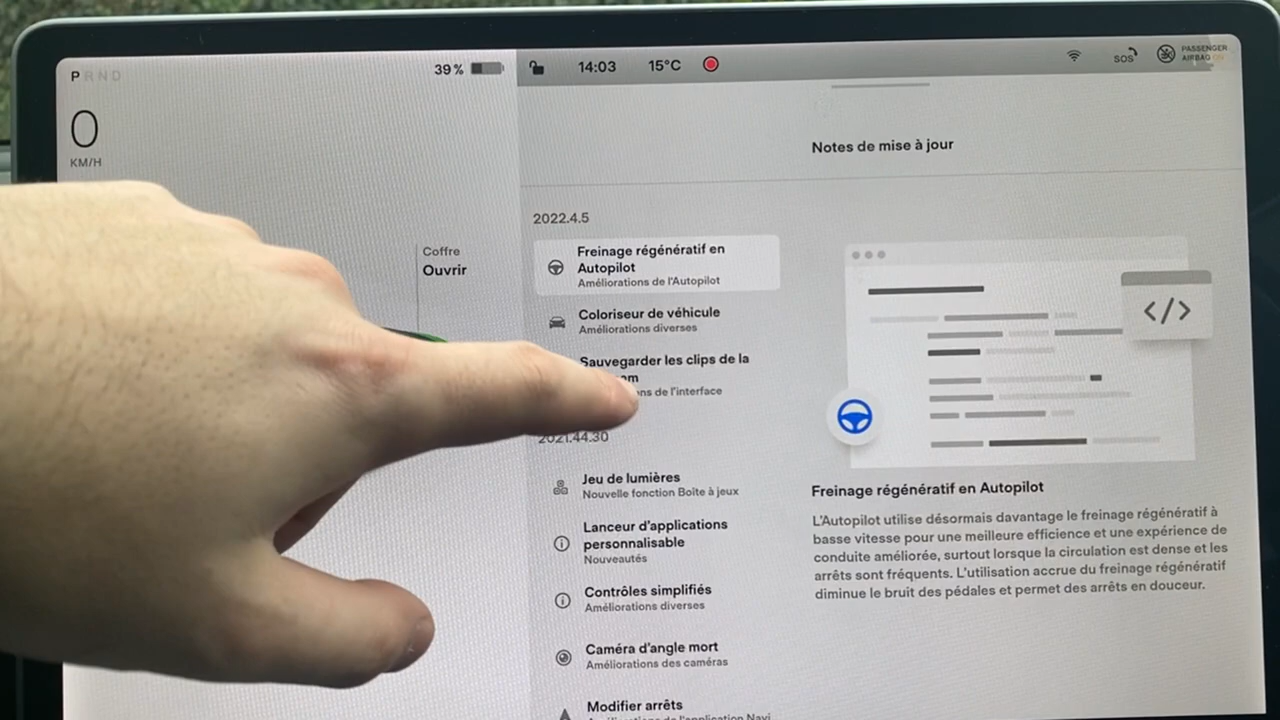 P R N D
39 %
14:03
15°C
SOS
PASSENGER
AIRBAG
0
KM/H
Notes de mise à jour
Coffre
Ouvrir
2022.4.5
Freinage régénératif en
Autopilot
Améliorations de l'Autopilot
Coloriseur de véhicule
Améliorations diverses
Sauvegarder les clips de la
de l'interface
2021.44.30
Jeu de lumières
Nouvelle fonction Boîte à jeux
Lanceur d'applications
personnalisable
Nouveautés
Contrôles simplifiés
Améliorations diverses
Caméra d'angle mort
Améliorations des caméras
Modifier arrêts
Améliorations de l'application Navi
</>
Freinage régénératif en Autopilot
L'Autopilot utilise désormais davantage le freinage régénératif à
basse vitesse pour une meilleure efficience et une expérience de
conduite améliorée, surtout lorsque la circulation est dense et les
arrêts sont fréquents. L'utilisation accrue du freinage régénératif
diminue le bruit des pédales et permet des arrêts en douceur.